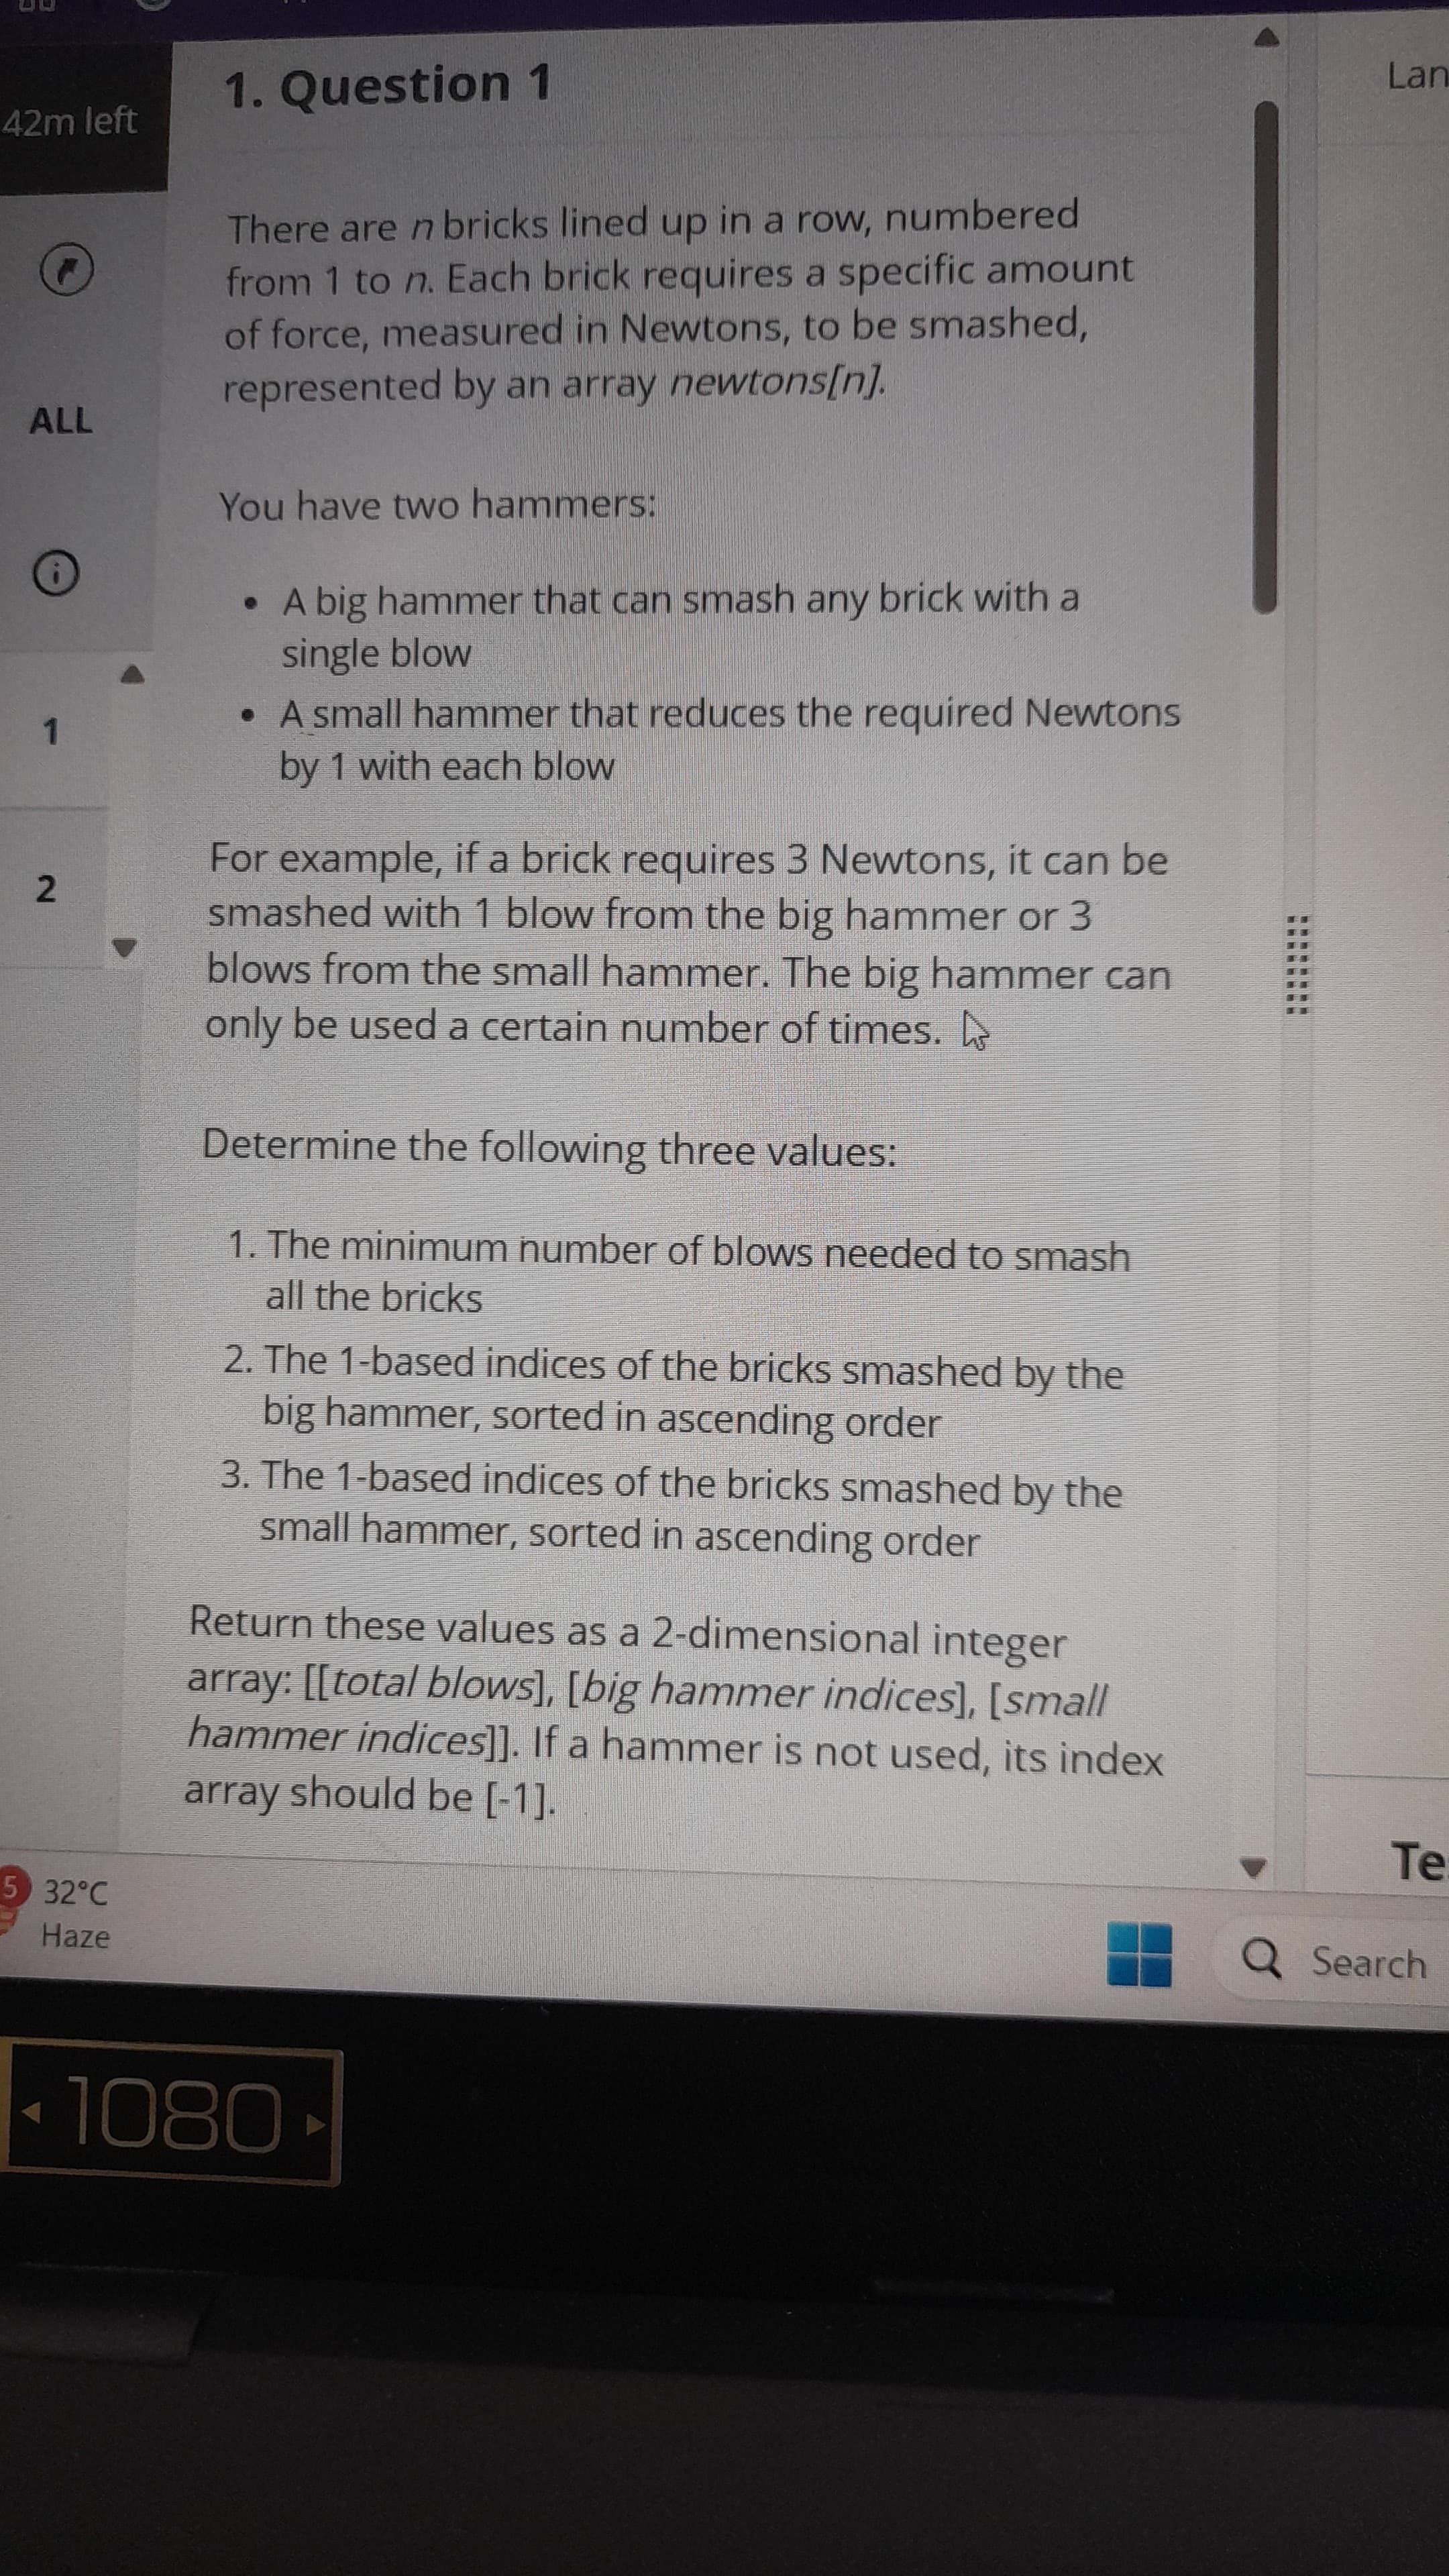 Lan
1. Question 1
42m left
There are n bricks lined up in a row, numbered
from 1 to n. Each brick requires a specific amount
of force, measured in Newtons, to be smashed,
represented by an array newtons[n].
ALL
You have two hammers:
i
• A big hammer that can smash any brick with a
single blow
• A small hammer that reduces the required Newtons
by 1 with each blow
1
For example, if a brick requires 3 Newtons, it can be
smashed with 1 blow from the big hammer or 3
blows from the small hammer. The big hammer can
only be used a certain number of times.
2
Determine the following three values:
1. The minimum number of blows needed to smash
all the bricks
2. The 1-based indices of the bricks smashed by the
big hammer, sorted in ascending order
3. The 1-based indices of the bricks smashed by the
small hammer, sorted in ascending order
Return these values as a 2-dimensional integer
array: [[total blows], [big hammer indices], [small
hammer indices]]. If a hammer is not used, its index
array should be [-1].
Te
5
32°C
Haze
Search
1080